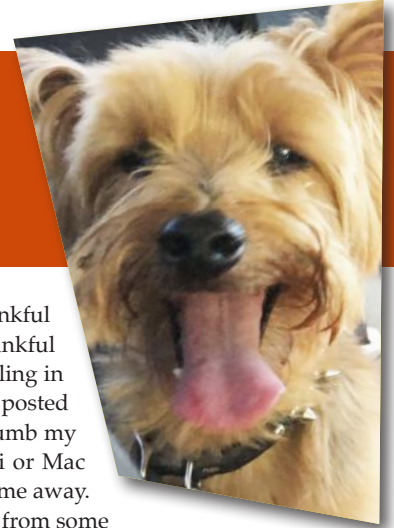 nkful
nkful
ling in
posted
umb my
i or Mac
me away.
from some